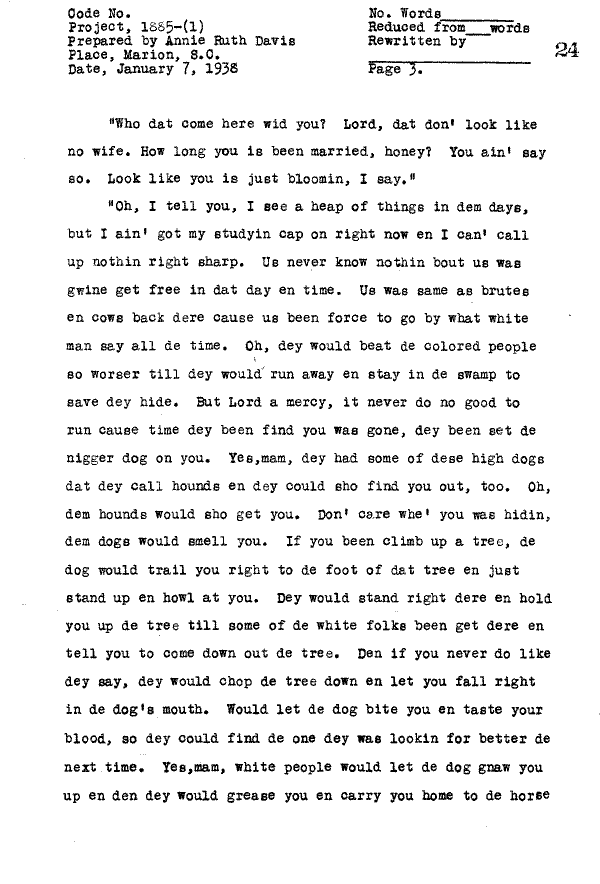 Code No.
Project, 1885-(1)
Prepared by Annie Ruth Davis
Place, Marion, S.C.
Date, January 7, 1938
No. Words
Reduced from words
Rewritten by
Page 3.
24
"Who dat come here wid you? Lord, dat don' look like
no wife. How long you is been married, honey? You ain' say
so. Look like you is just bloomin, I say."
"Oh, I tell you, I see a heap of things in dem days,
but I ain' got my studyin cap on right now en I can' call
up nothin right sharp. Us never know nothin bout us was
gwine get free in dat day en time. Us was same as brutes
en cows back dere cause us been force to go by what white
man say all de time. Oh, dey would beat de colored people
so worser till dey would run away en stay in de swamp to
save dey hide. But Lord a mercy, it never do no good to
run cause time dey been find you was gone, dey been set de
nigger dog on you. Yes,mam, dey had some of dese high dogs
dat dey call hounds en dey could sho find you out, too. Oh,
dem hounds would sho get you. Don' care whe' you was hidin,
dem dogs would smell you. If you been climb up a tree, de
dog would trail you right to de foot of dat tree en just
stand up en howl at you. Dey would stand right dere en hold
you up de tree till some of de white folks been get dere en
tell you to come down out de tree. Den if you never do like
dey say, dey would chop de tree down en let you fall right
in de dog's mouth. Would let de dog bite you en taste your
blood, so dey could find de one dey was lookin for better de
next time. Yes,mam, white people would let de dog gnaw you
up en den dey would grease you en carry you home to de horse